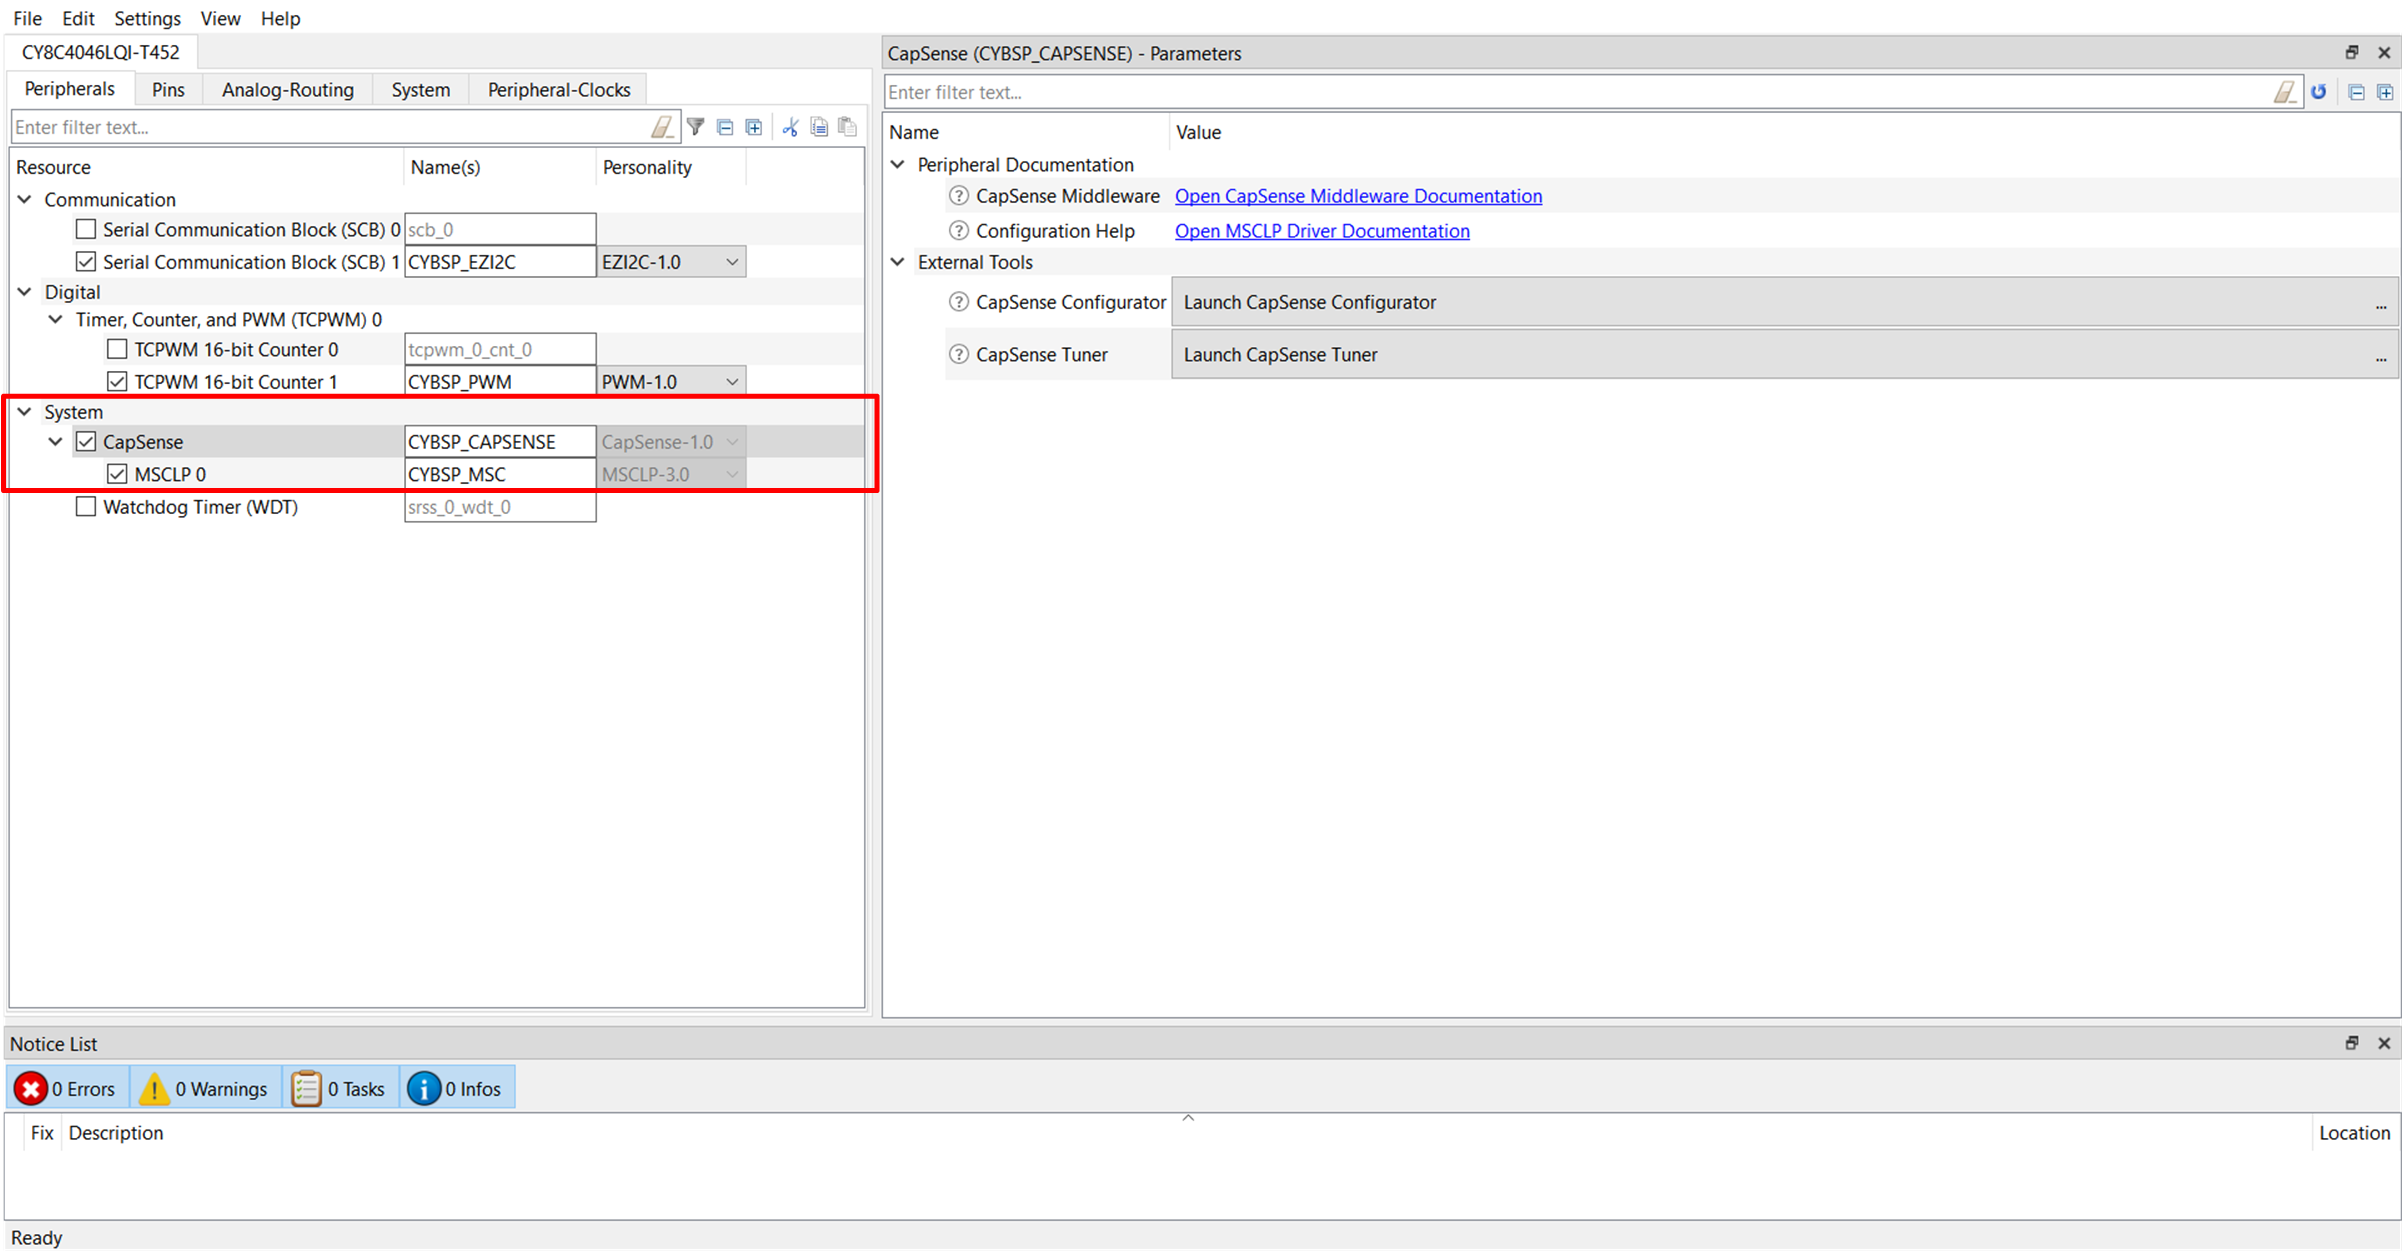 File Edit Settings View Help
CY8C4046LQI-T452
Peripherals Pins Analog-Routing System Peripheral-Clocks
Enter filter text...
Resource Name(s) Personality
Communication
Serial Communication Block (SCB) 0 scb_0
Serial Communication Block (SCB) 1 CYBSP_EZI2C EZI2C-1.0
Digital
Timer, Counter, and PWM (TCPWM) 0
TCPWM 16-bit Counter 0 tcpwm_0_cnt_0
TCPWM 16-bit Counter 1 CYBSP_PWM PWM-1.0
System
CapSense CYBSP_CAPSENSE CapSense-1.0
MSCLP 0 CYBSP_MSC MSCLP-3.0
Watchdog Timer (WDT) srss_0_wdt_0
CapSense (CYBSP_CAPSENSE) - Parameters
Enter filter text...
Name Value
Peripheral Documentation
CapSense Middleware Open CapSense Middleware Documentation
Configuration Help Open MSCLP Driver Documentation
External Tools
CapSense Configurator Launch CapSense Configurator ...
CapSense Tuner Launch CapSense Tuner ...
Notice List
0 Errors 0 Warnings 0 Tasks 0 Infos
Fix Description Location
Ready